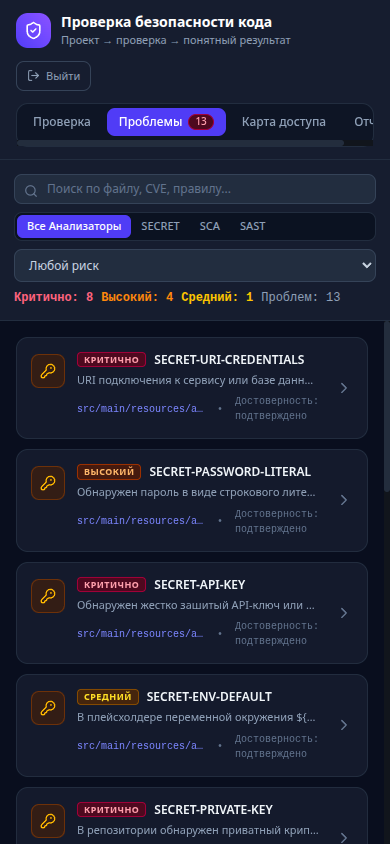 Проверка безопасности кода
Проект → проверка → понятный результат
Выйти
Проверка Проблемы 13 Карта доступа Отч
Поиск по файлу, CVE, правилу...
Все Анализаторы SECRET SCA SAST
Любой риск
Критично: 8 Высокий: 4 Средний: 1 Проблем: 13
КРИТИЧНО SECRET-URI-CREDENTIALS
URI подключения к сервису или базе данн...
src/main/resources/a… • Достоверность: подтверждено
ВЫСОКИЙ SECRET-PASSWORD-LITERAL
Обнаружен пароль в виде строкового лите...
src/main/resources/a… • Достоверность: подтверждено
КРИТИЧНО SECRET-API-KEY
Обнаружен жестко зашитый API-ключ или ...
src/main/resources/a… • Достоверность: подтверждено
СРЕДНИЙ SECRET-ENV-DEFAULT
В плейсхолдере переменной окружения ${...
src/main/resources/a… • Достоверность: подтверждено
КРИТИЧНО SECRET-PRIVATE-KEY
В репозитории обнаружен приватный крип...